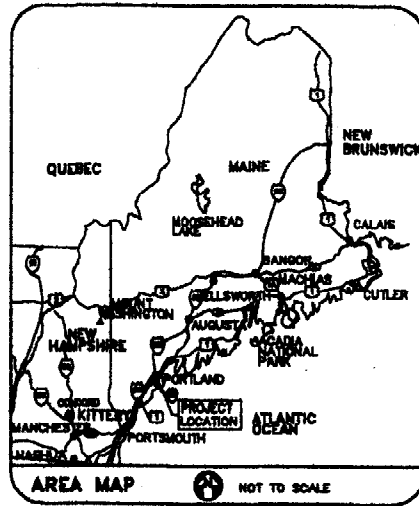 NEW
BRUNSWICK
QUEBEC
MAINE
MOOSEHEAD
LAKE
CALAIS
BANGOR
MACHIAS
ELLSWORTH
CUTLER
MOUNT
WASHINGTON
AUGUSTA
NEW
HAMPSHIRE
ACADIA
NATIONAL
PARK
PORTLAND
CONCORD
KITTERY
PROJECT
LOCATION
ATLANTIC
OCEAN
MANCHESTER
PORTSMOUTH
NASHUA
AREA MAP
NOT TO SCALE